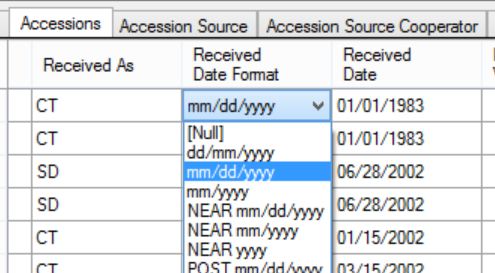 Accessions Accession Source Accession Source Cooperator
Received As Received Date Format Received Date
CT mm/dd/yyyy 01/01/1983
CT [Null] 01/01/1983
dd/mm/yyyy
SD mm/dd/yyyy 06/28/2002
mm/yyyy
SD NEAR mm/dd/yyyy 06/28/2002
NEAR mm/yyyy
CT NEAR yyyy 01/15/2002
CT POST mm/dd/yyyy 03/15/2002